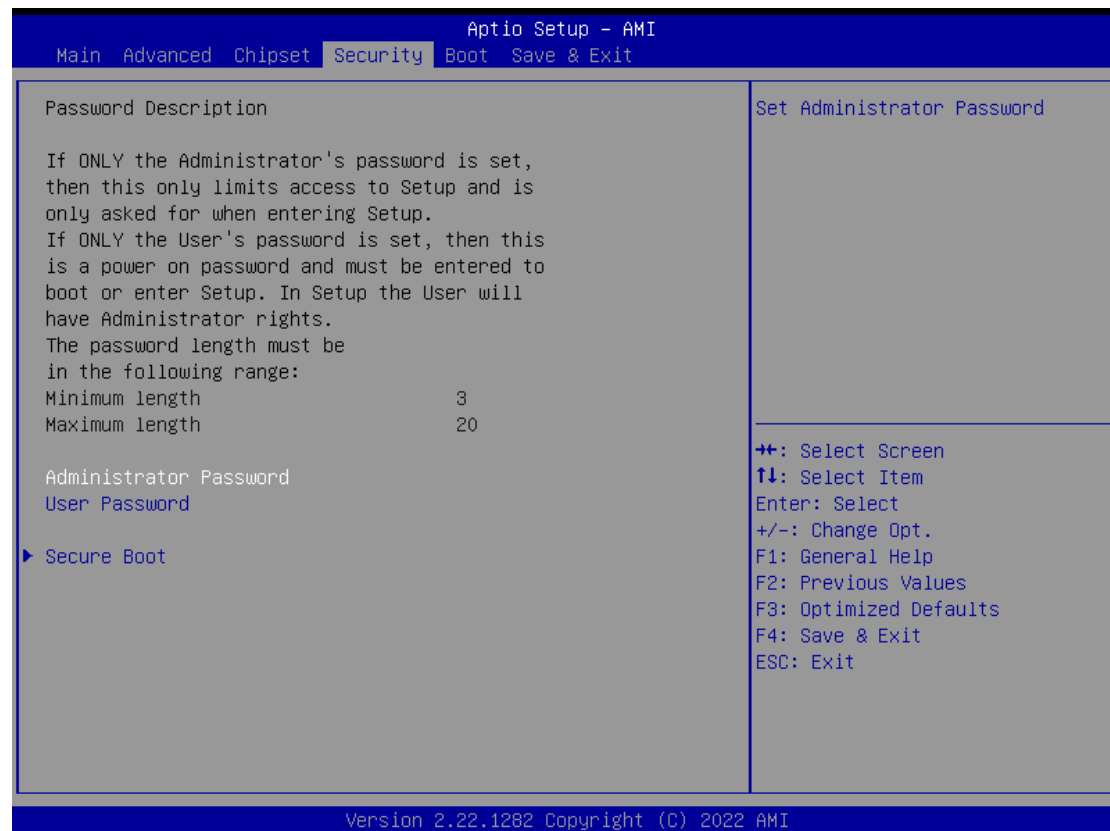 Aptio Setup - AMI
Main Advanced Chipset Security Boot Save & Exit
Password Description
If ONLY the Administrator's password is set,
then this only limits access to Setup and is
only asked for when entering Setup.
If ONLY the User's password is set, then this
is a power on password and must be entered to
boot or enter Setup. In Setup the User will
have Administrator rights.
The password length must be
in the following range:
Minimum length 3
Maximum length 20
Administrator Password
User Password
Secure Boot
Set Administrator Password
→←: Select Screen
↑↓: Select Item
Enter: Select
+/-: Change Opt.
F1: General Help
F2: Previous Values
F3: Optimized Defaults
F4: Save & Exit
ESC: Exit
Version 2.22.1282 Copyright (C) 2022 AMI